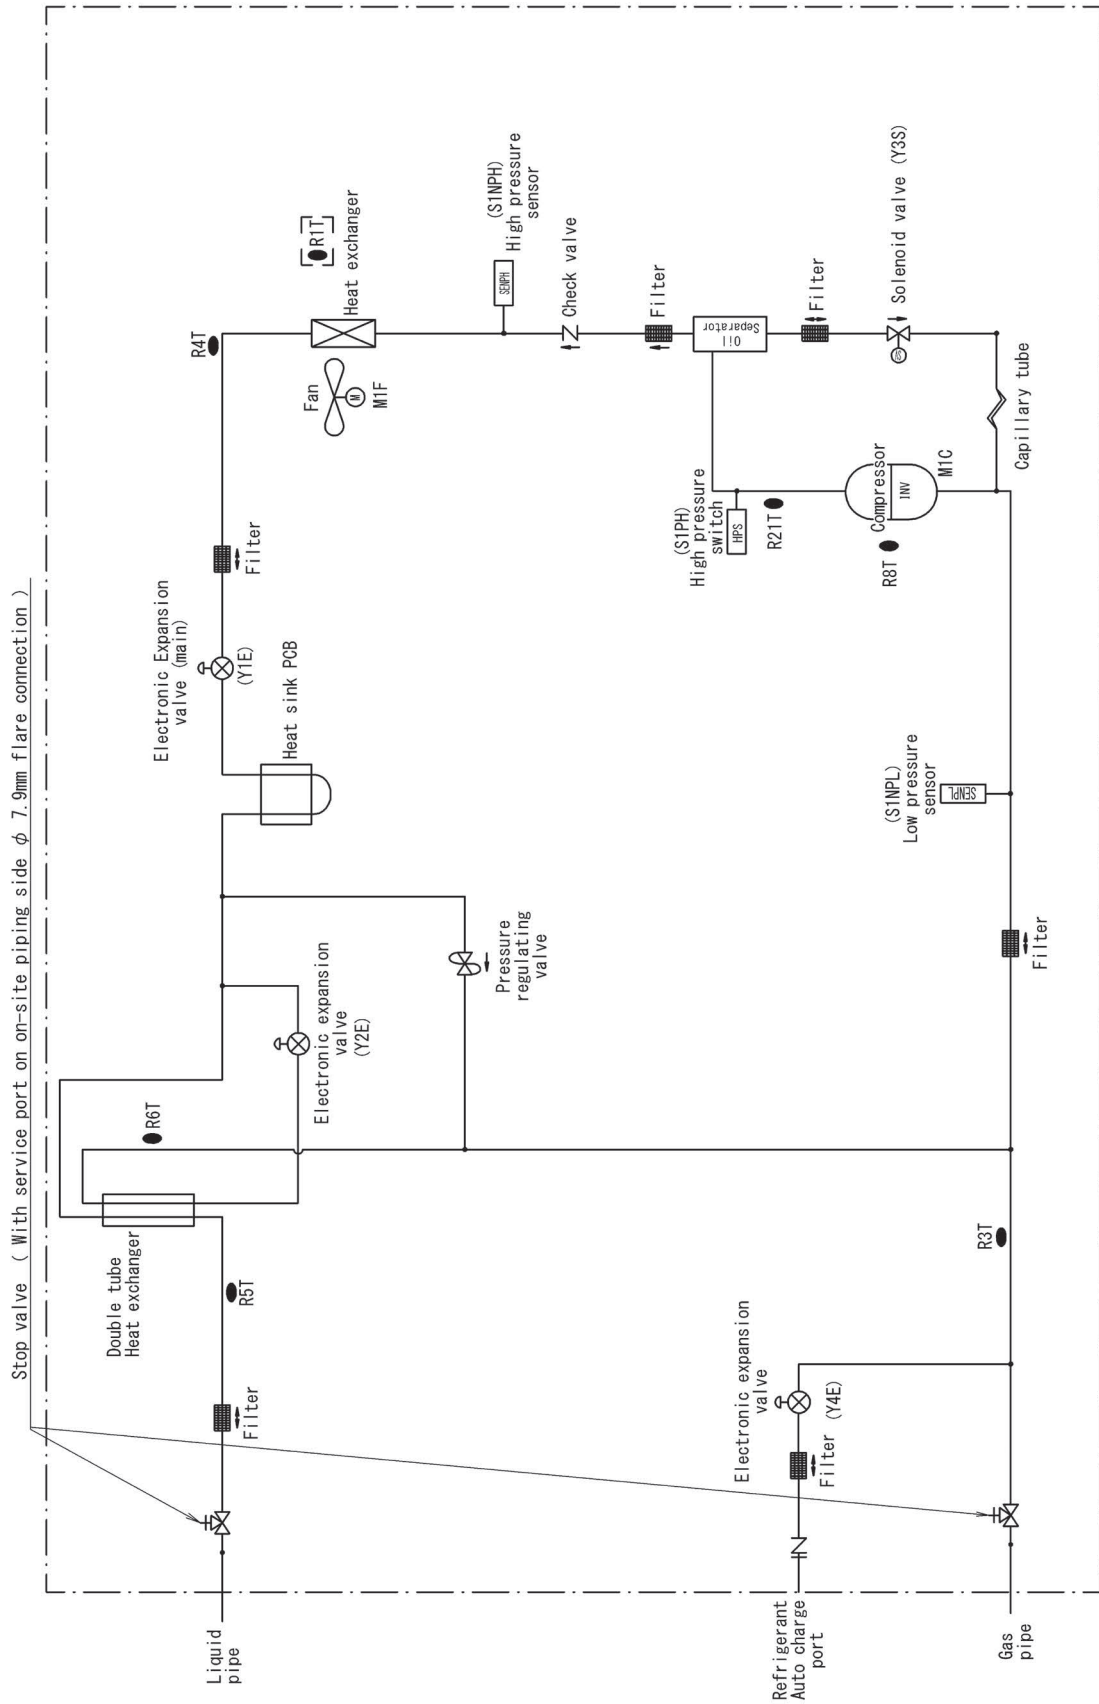 Stop valve ( With service port on on-site piping side φ 7.9mm flare connection )
Liquid
pipe
Filter
R5T
Double tube
Heat exchanger
R6T
Electronic expansion
valve
(Y2E)
Pressure
regulating
valve
Heat sink PCB
Electronic Expansion
valve (main)
(Y1E)
Filter
R4T
Fan
M
M1F
Heat exchanger
R1T
(S1NPH)
High pressure
sensor
SENPH
Check valve
Filter
Oil
Separator
Filter
Solenoid valve (Y3S)
Capillary tube
(S1PH)
High pressure
switch
HPS
R21T
R8T
Compressor
INV
M1C
(S1NPL)
Low pressure
sensor
SENPL
Filter
R3T
Electronic expansion
valve
(Y4E)
Filter
Refrigerant
Auto charge
port
Gas
pipe